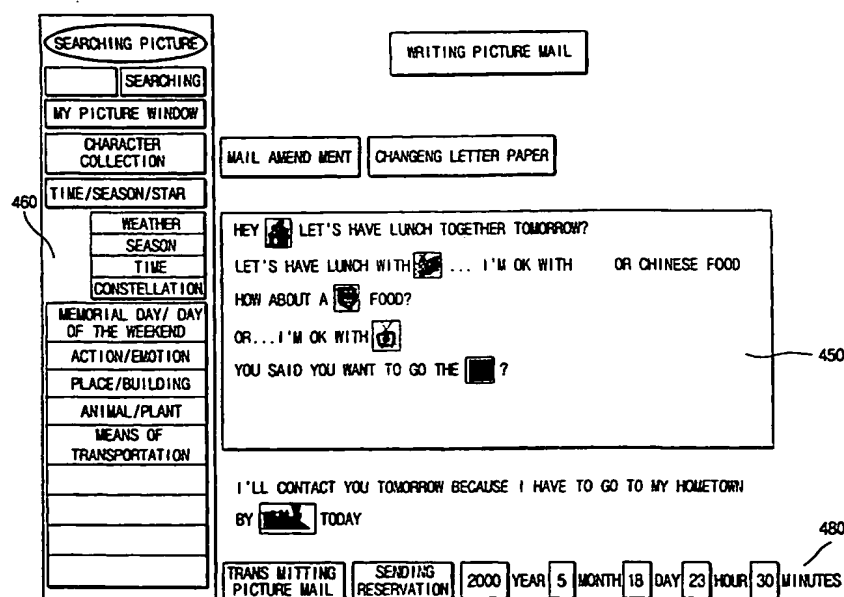 SEARCHING PICTURE
SEARCHING
MY PICTURE WINDOW
CHARACTER
COLLECTION
TIME/SEASON/STAR
460
WEATHER
SEASON
TIME
CONSTELLATION
MEMORIAL DAY/ DAY
OF THE WEEKEND
ACTION/EMOTION
PLACE/BUILDING
ANIMAL/PLANT
MEANS OF
TRANSPORTATION
WRITING PICTURE MAIL
MAIL AMEND MENT
CHANGENG LETTER PAPER
HEY LET'S HAVE LUNCH TOGETHER TOMORROW?
LET'S HAVE LUNCH WITH ... I'M OK WITH OR CHINESE FOOD
HOW ABOUT A FOOD?
OR...I'M OK WITH
YOU SAID YOU WANT TO GO THE ?
450
I'LL CONTACT YOU TOMORROW BECAUSE I HAVE TO GO TO MY HOMETOWN
BY TODAY
480
TRANS MITTING
PICTURE MAIL
SENDING
RESERVATION
2000 YEAR 5 MONTH 18 DAY 23 HOUR 30 MINUTES